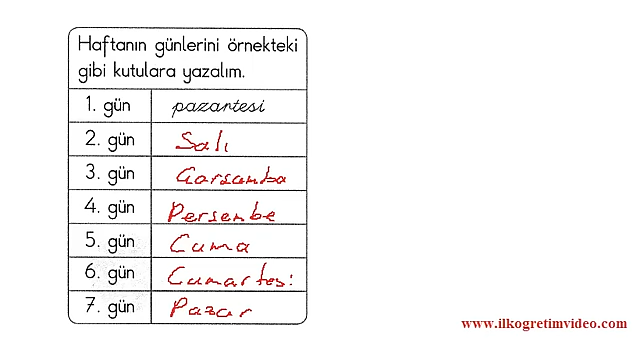 Haftanın günlerini örnekteki
gibi kutulara yazalım.
1. gün pazartesi
2. gün Salı
3. gün Carsamba
4. gün Persembe
5. gün Cuma
6. gün Cumartesi
7. gün Pazar
www.ilkogretimvideo.com